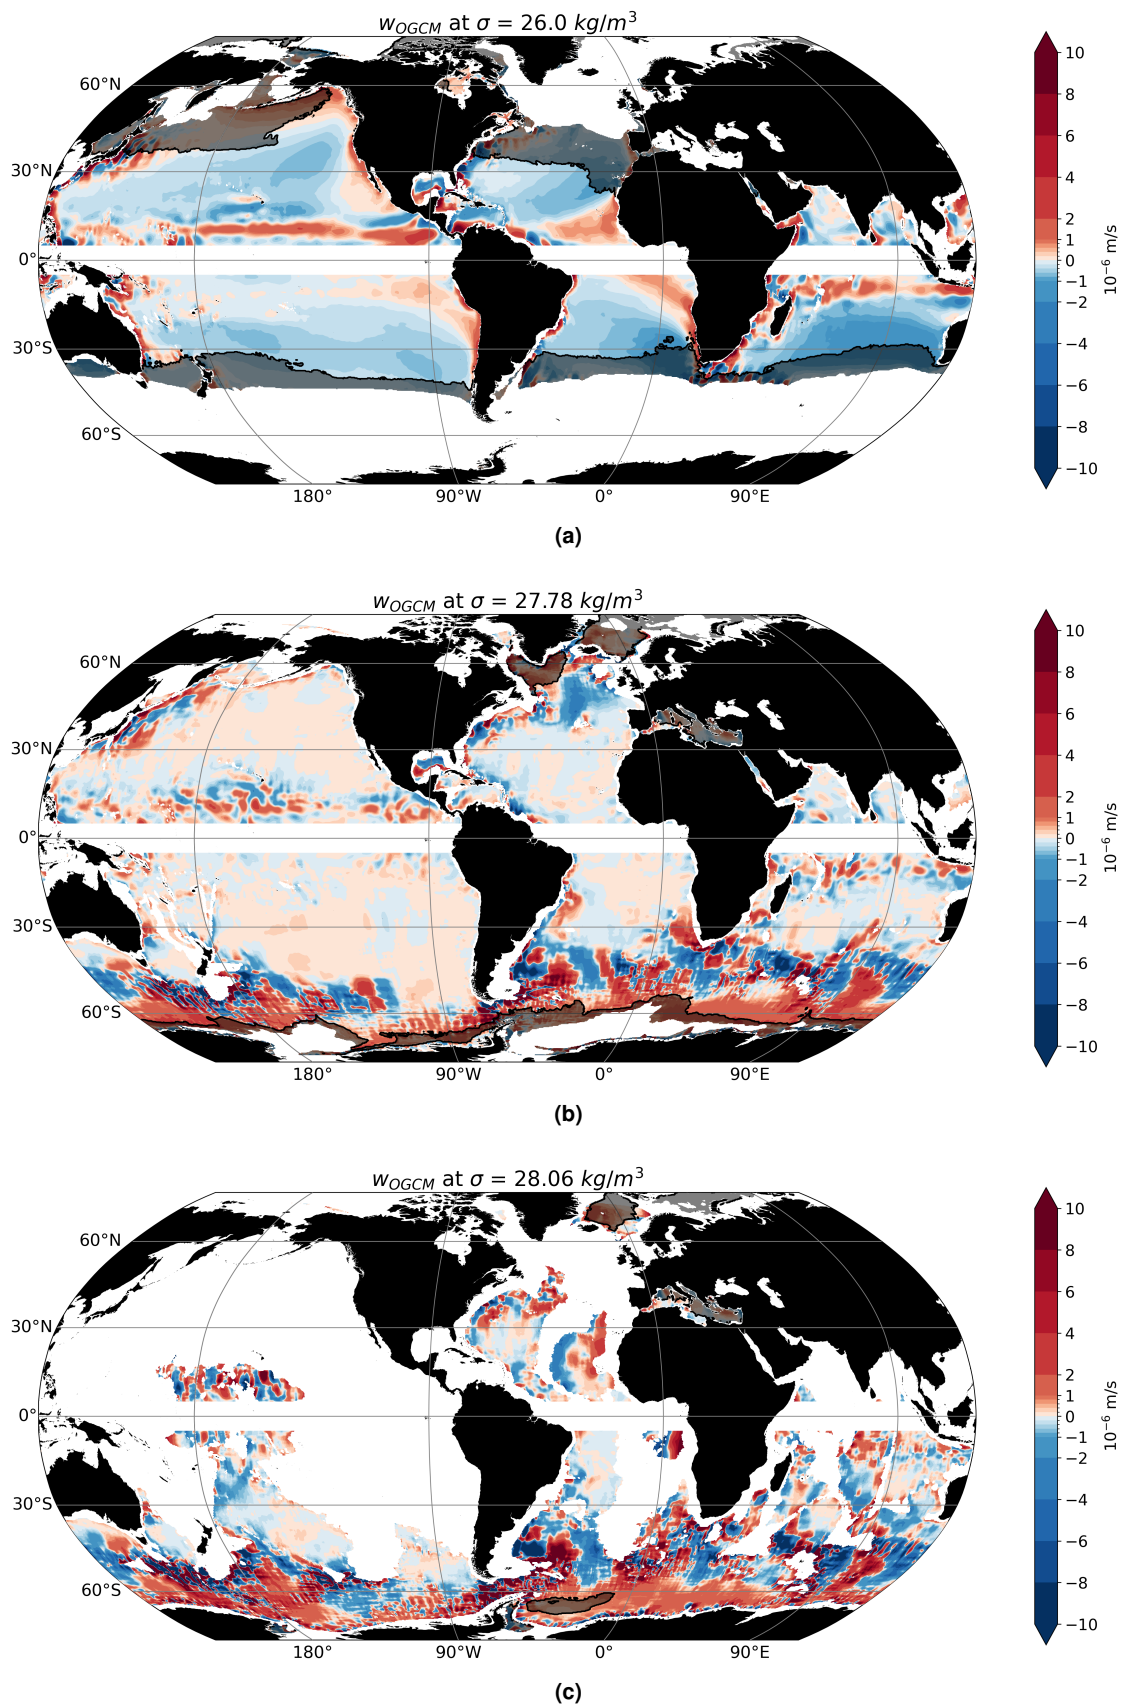 w_OGCM at σ = 26.0 kg/m³
60°N
30°N
0°
30°S
60°S
180° 90°W 0° 90°E
10
8
6
4
2
1
0
−1
−2
−4
−6
−8
−10
10⁻⁶ m/s
(a)
w_OGCM at σ = 27.78 kg/m³
60°N
30°N
0°
30°S
60°S
180° 90°W 0° 90°E
10
8
6
4
2
1
0
−1
−2
−4
−6
−8
−10
10⁻⁶ m/s
(b)
w_OGCM at σ = 28.06 kg/m³
60°N
30°N
0°
30°S
60°S
180° 90°W 0° 90°E
10
8
6
4
2
1
0
−1
−2
−4
−6
−8
−10
10⁻⁶ m/s
(c)